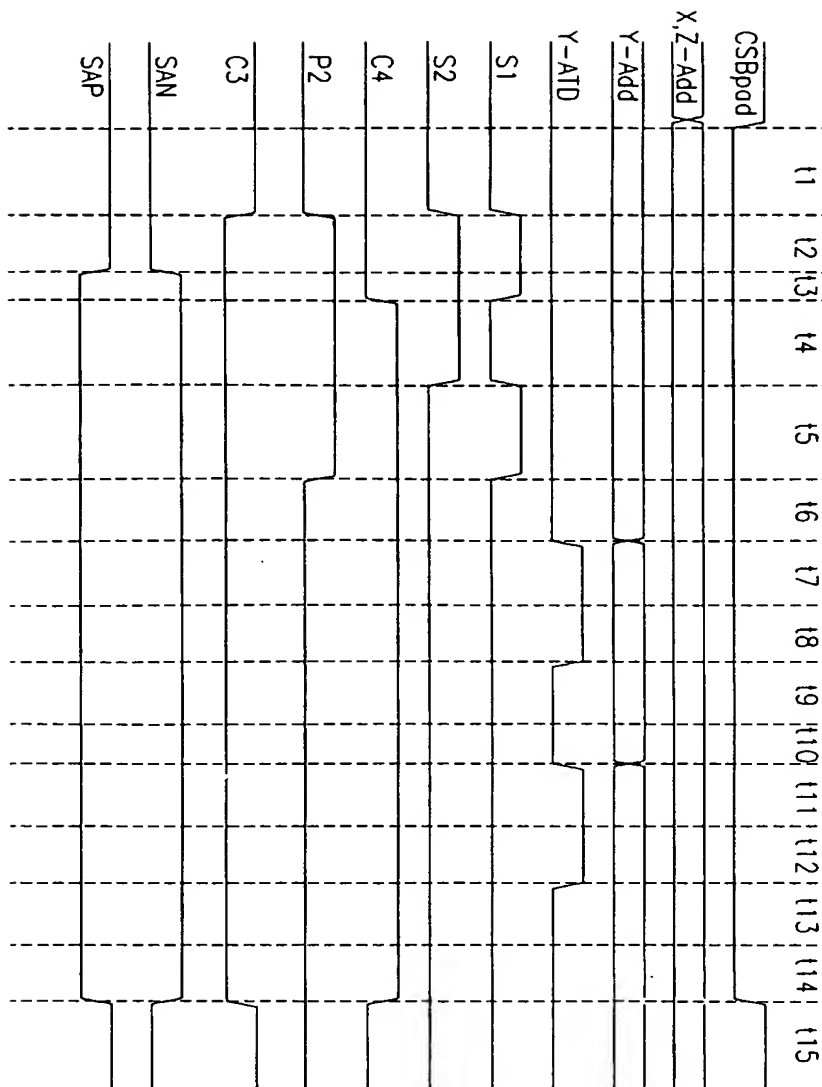 t1 t2 t3 t4 t5 t6 t7 t8 t9 t10 t11 t12 t13 t14 t15
CSBpad
X,Z-Add
Y-Add
Y-ATD
S1
S2
C4
P2
C3
SAN
SAP